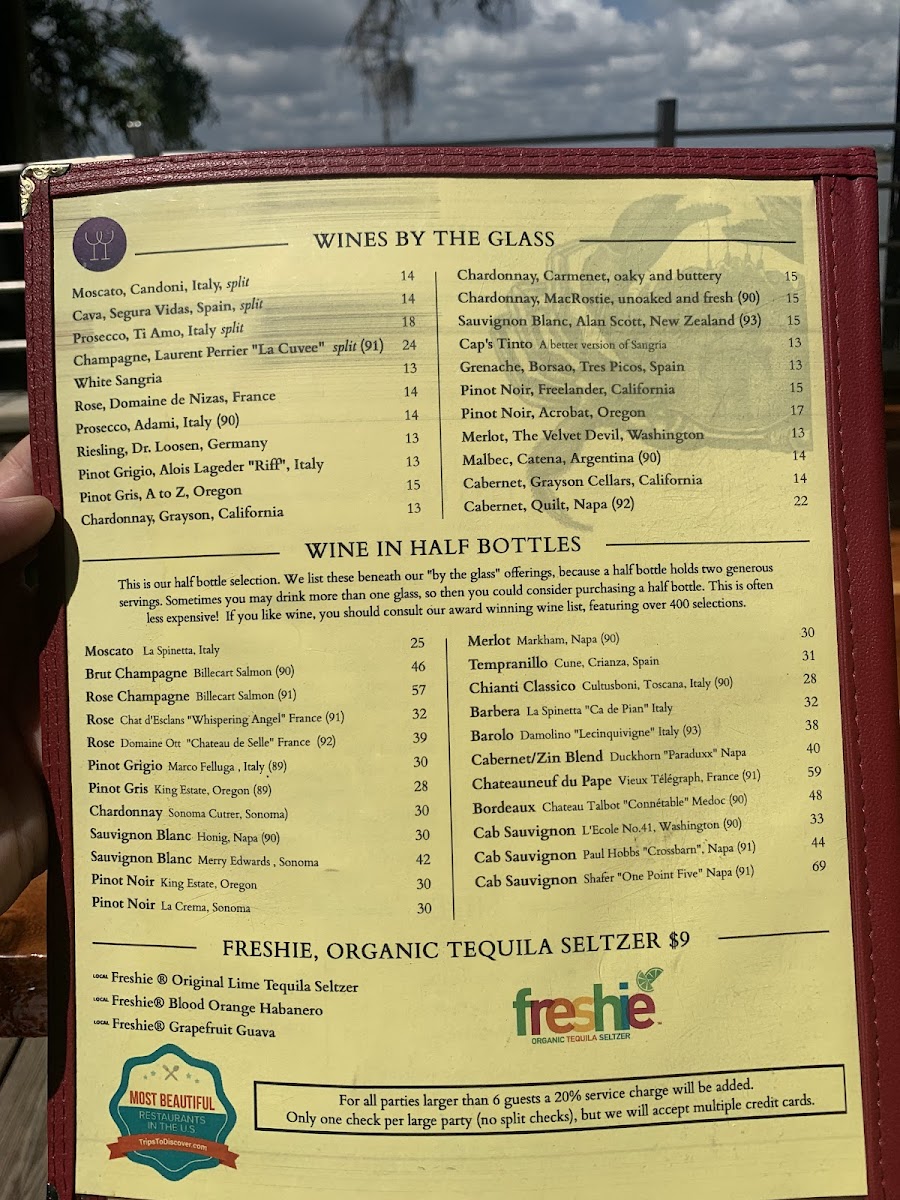 WINES BY THE GLASS
Moscato, Candoni, Italy, split 14
Cava, Segura Vidas, Spain, split 14
Prosecco, Ti Amo, Italy split 18
Champagne, Laurent Perrier "La Cuvee" split (91) 24
White Sangria 13
Rose, Domaine de Nizas, France 14
Prosecco, Adami, Italy (90) 14
Riesling, Dr. Loosen, Germany 13
Pinot Grigio, Alois Lageder "Riff", Italy 13
Pinot Gris, A to Z, Oregon 15
Chardonnay, Grayson, California 13
Chardonnay, Carmenet, oaky and buttery 15
Chardonnay, MacRostie, unoaked and fresh (90) 15
Sauvignon Blanc, Alan Scott, New Zealand (93) 15
Cap's Tinto A better version of Sangria 13
Grenache, Borsao, Tres Picos, Spain 13
Pinot Noir, Freelander, California 15
Pinot Noir, Acrobat, Oregon 17
Merlot, The Velvet Devil, Washington 13
Malbec, Catena, Argentina (90) 14
Cabernet, Grayson Cellars, California 14
Cabernet, Quilt, Napa (92) 22
WINE IN HALF BOTTLES
This is our half bottle selection. We list these beneath our "by the glass" offerings, because a half bottle holds two generous
servings. Sometimes you may drink more than one glass, so then you could consider purchasing a half bottle. This is often
less expensive! If you like wine, you should consult our award winning wine list, featuring over 400 selections.
Moscato La Spinetta, Italy 25
Brut Champagne Billecart Salmon (90) 46
Rose Champagne Billecart Salmon (91) 57
Rose Chat d'Esclans "Whispering Angel" France (91) 32
Rose Domaine Ott "Chateau de Selle" France (92) 39
Pinot Grigio Marco Felluga , Italy (89) 30
Pinot Gris King Estate, Oregon (89) 28
Chardonnay Sonoma Cutrer, Sonoma) 30
Sauvignon Blanc Honig, Napa (90) 30
Sauvignon Blanc Merry Edwards , Sonoma 42
Pinot Noir King Estate, Oregon 30
Pinot Noir La Crema, Sonoma 30
Merlot Markham, Napa (90) 30
Tempranillo Cune, Crianza, Spain 31
Chianti Classico Cultusboni, Toscana, Italy (90) 28
Barbera La Spinetta "Ca de Pian" Italy 32
Barolo Damolino "Lecinquivigne" Italy (93) 38
Cabernet/Zin Blend Duckhorn "Paraduxx" Napa 40
Chateauneuf du Pape Vieux Télégraph, France (91) 59
Bordeaux Chateau Talbot "Connétable" Medoc (90) 48
Cab Sauvignon L'Ecole No.41, Washington (90) 33
Cab Sauvignon Paul Hobbs "Crossbarn", Napa (91) 44
Cab Sauvignon Shafer "One Point Five" Napa (91) 69
FRESHIE, ORGANIC TEQUILA SELTZER $9
LOCAL Freshie ® Original Lime Tequila Seltzer
LOCAL Freshie® Blood Orange Habanero
LOCAL Freshie® Grapefruit Guava
freshie™
ORGANIC TEQUILA SELTZER
MOST BEAUTIFUL
RESTAURANTS
IN THE U.S
TripsToDiscover.com
For all parties larger than 6 guests a 20% service charge will be added.
Only one check per large party (no split checks), but we will accept multiple credit cards.